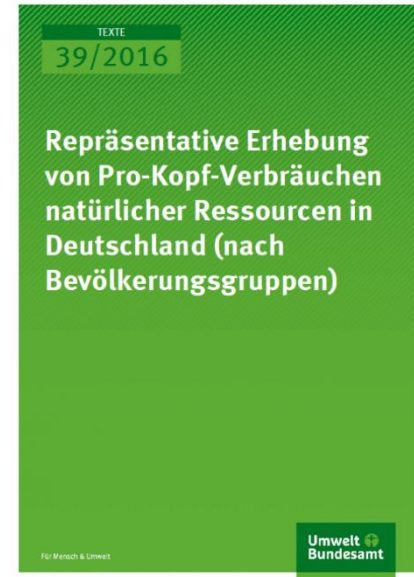 TEXTE
39/2016
Repräsentative Erhebung
von Pro-Kopf-Verbräuchen
natürlicher Ressourcen in
Deutschland (nach
Bevölkerungsgruppen)
Für Mensch & Umwelt
Umwelt
Bundesamt